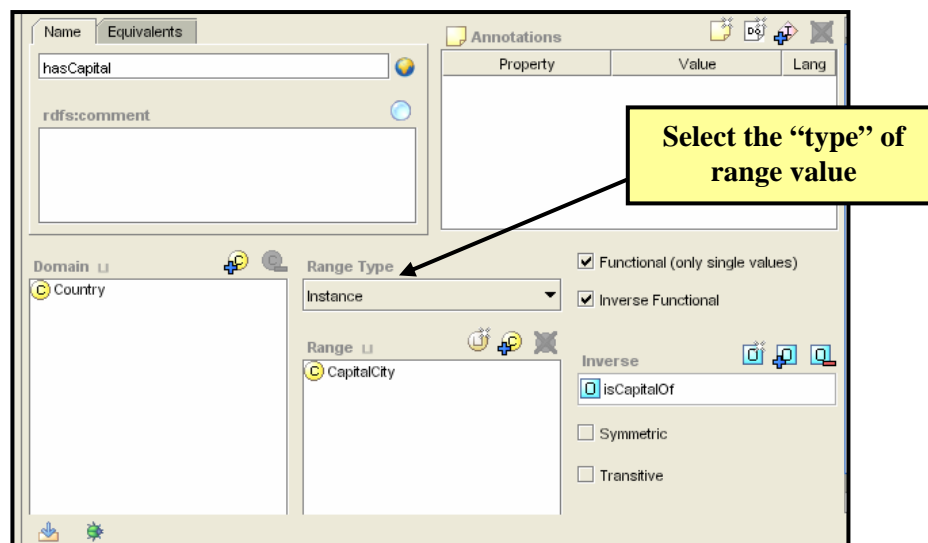 Name
Equivalents
hasCapital
rdfs:comment
Annotations
Property
Value
Lang
Select the “type” of
range value
Domain ⊔
C Country
Range Type
Instance
Range ⊔
C CapitalCity
Functional (only single values)
Inverse Functional
Inverse
O isCapitalOf
Symmetric
Transitive